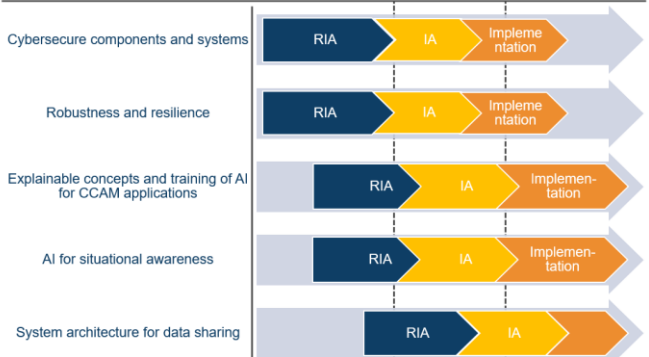 Cybersecure components and systems
RIA
IA
Impleme
ntation
Robustness and resilience
RIA
IA
Impleme
ntation
Explainable concepts and training of AI
for CCAM applications
RIA
IA
Implemen-
tation
AI for situational awareness
RIA
IA
Implemen-
tation
System architecture for data sharing
RIA
IA